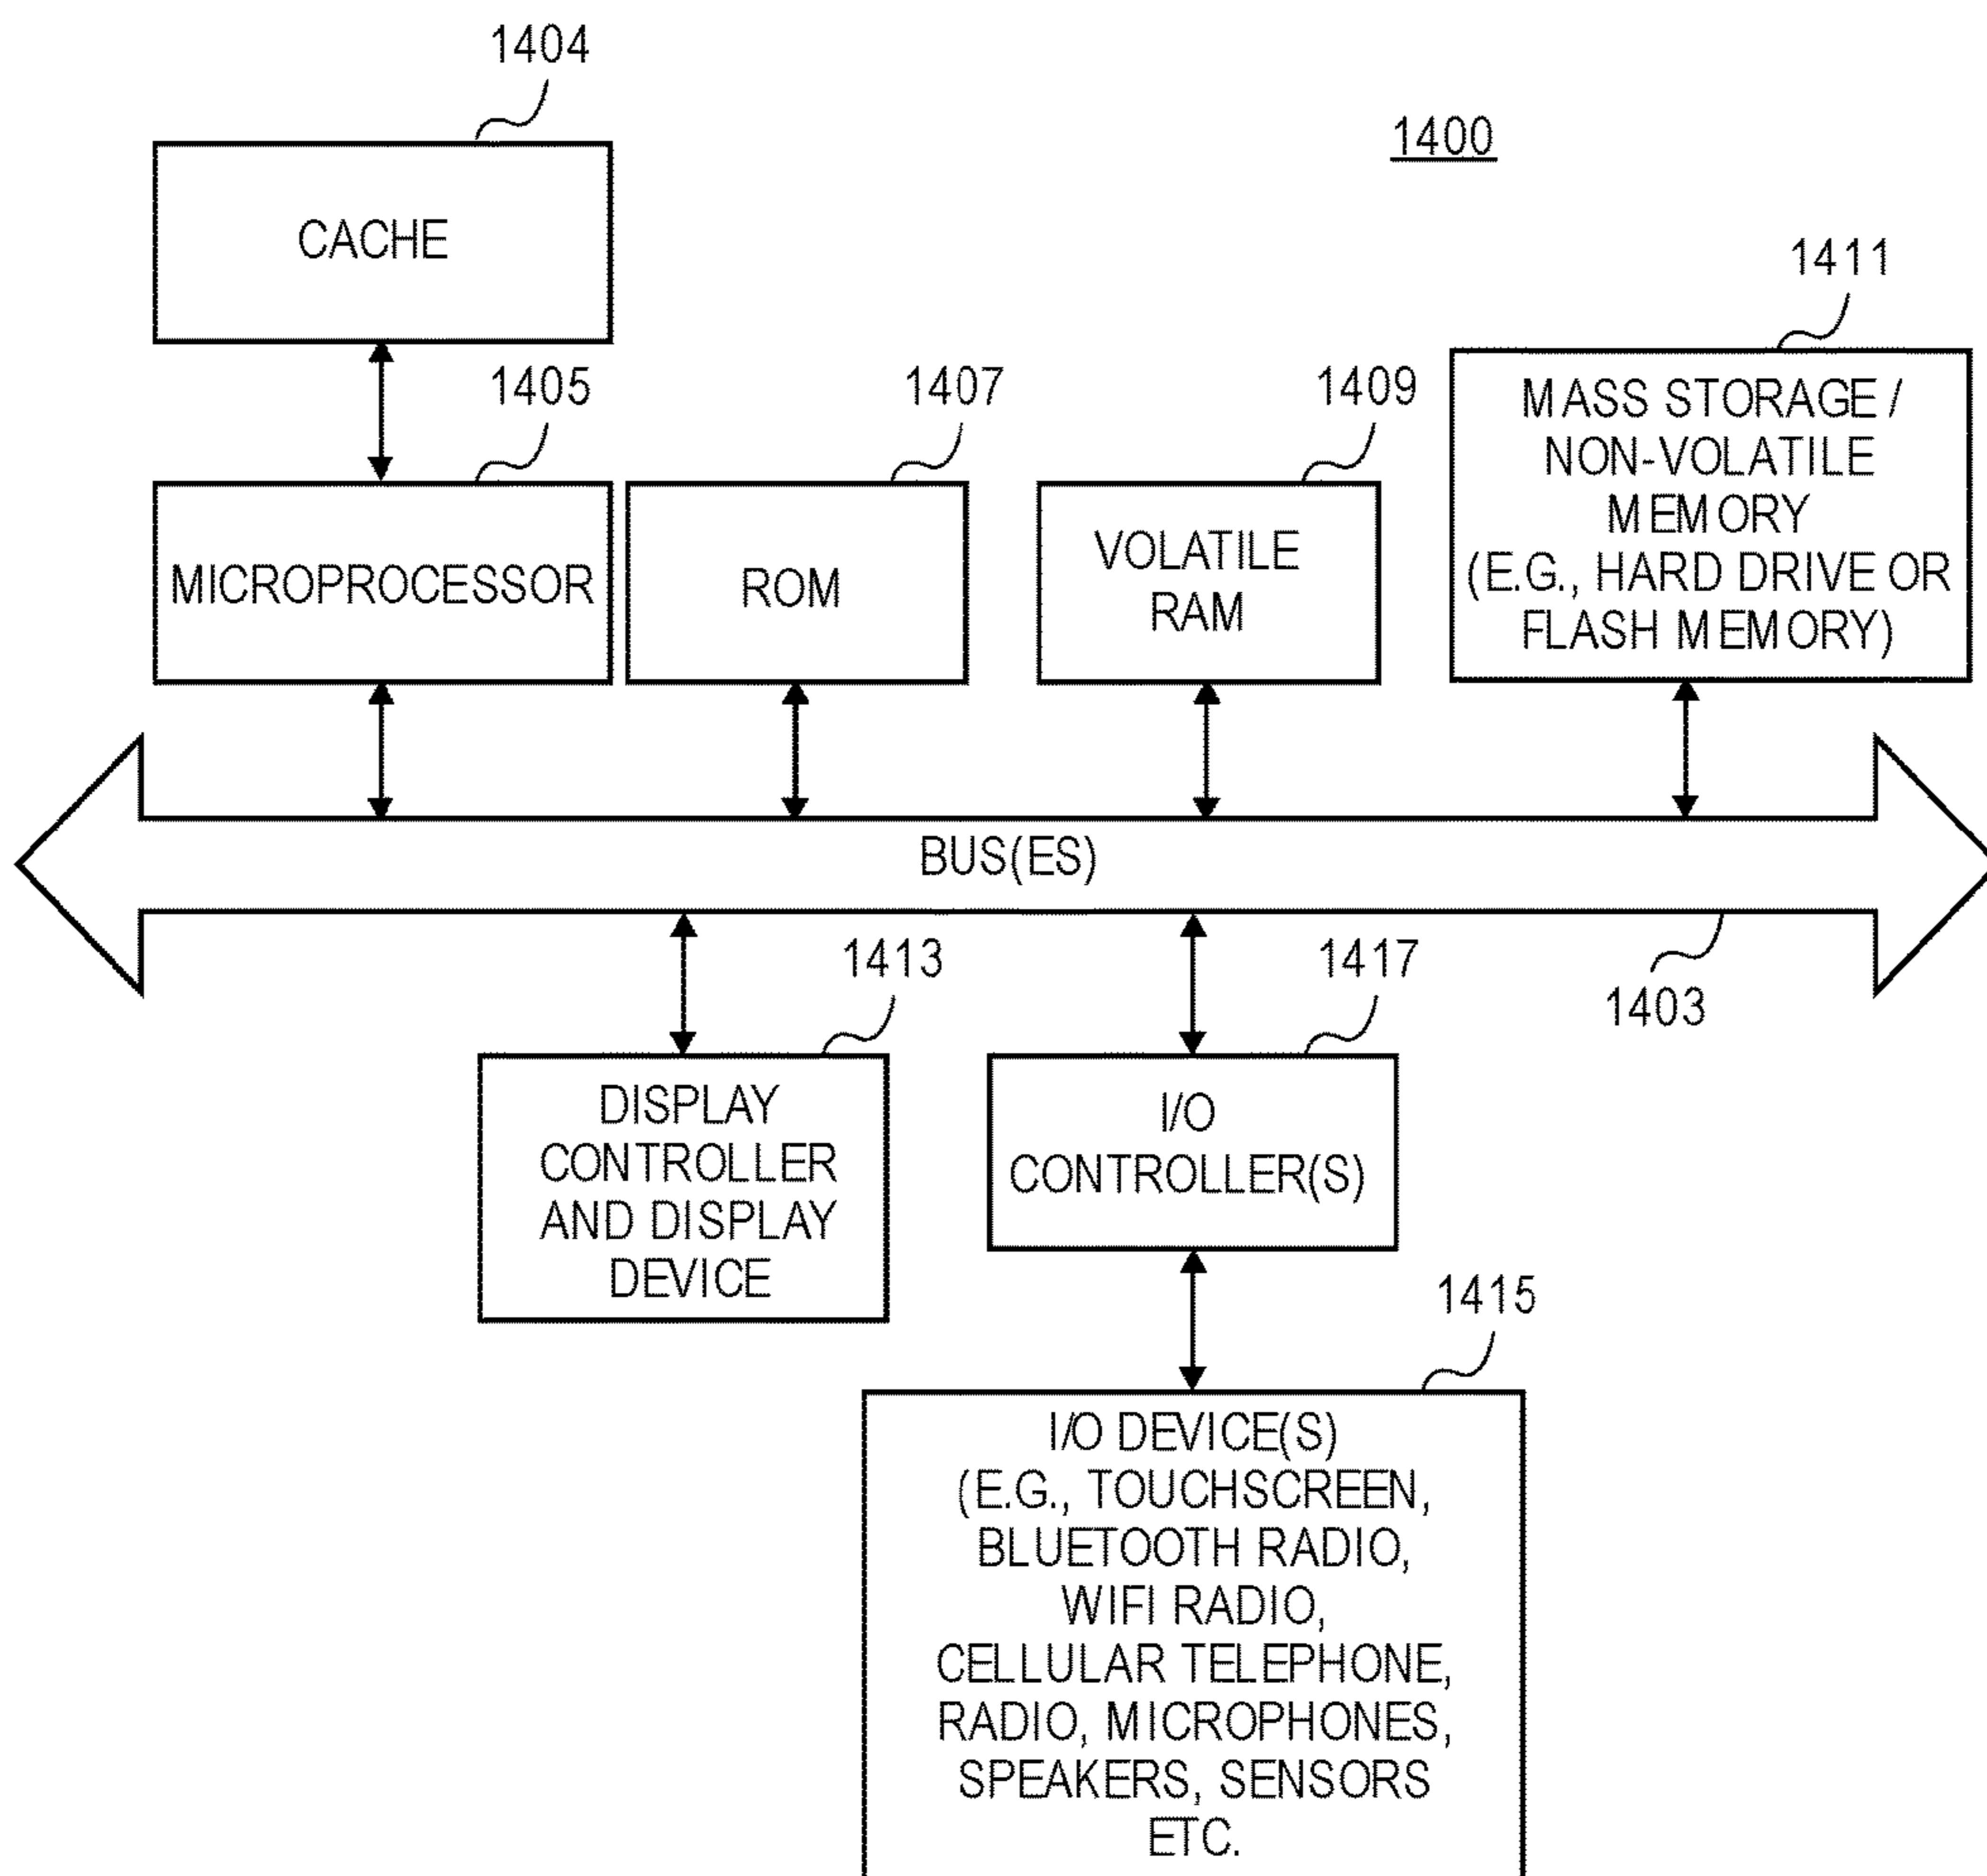 1404
1400
CACHE
1411
1405
1407
1409
MASS STORAGE /
NON-VOLATILE
MEMORY
(E.G., HARD DRIVE OR
FLASH MEMORY)
MICROPROCESSOR
ROM
VOLATILE
RAM
BUS(ES)
1413
1417
1403
DISPLAY
CONTROLLER
AND DISPLAY
DEVICE
I/O
CONTROLLER(S)
1415
I/O DEVICE(S)
(E.G., TOUCHSCREEN,
BLUETOOTH RADIO,
WIFI RADIO,
CELLULAR TELEPHONE,
RADIO, MICROPHONES,
SPEAKERS, SENSORS
ETC.